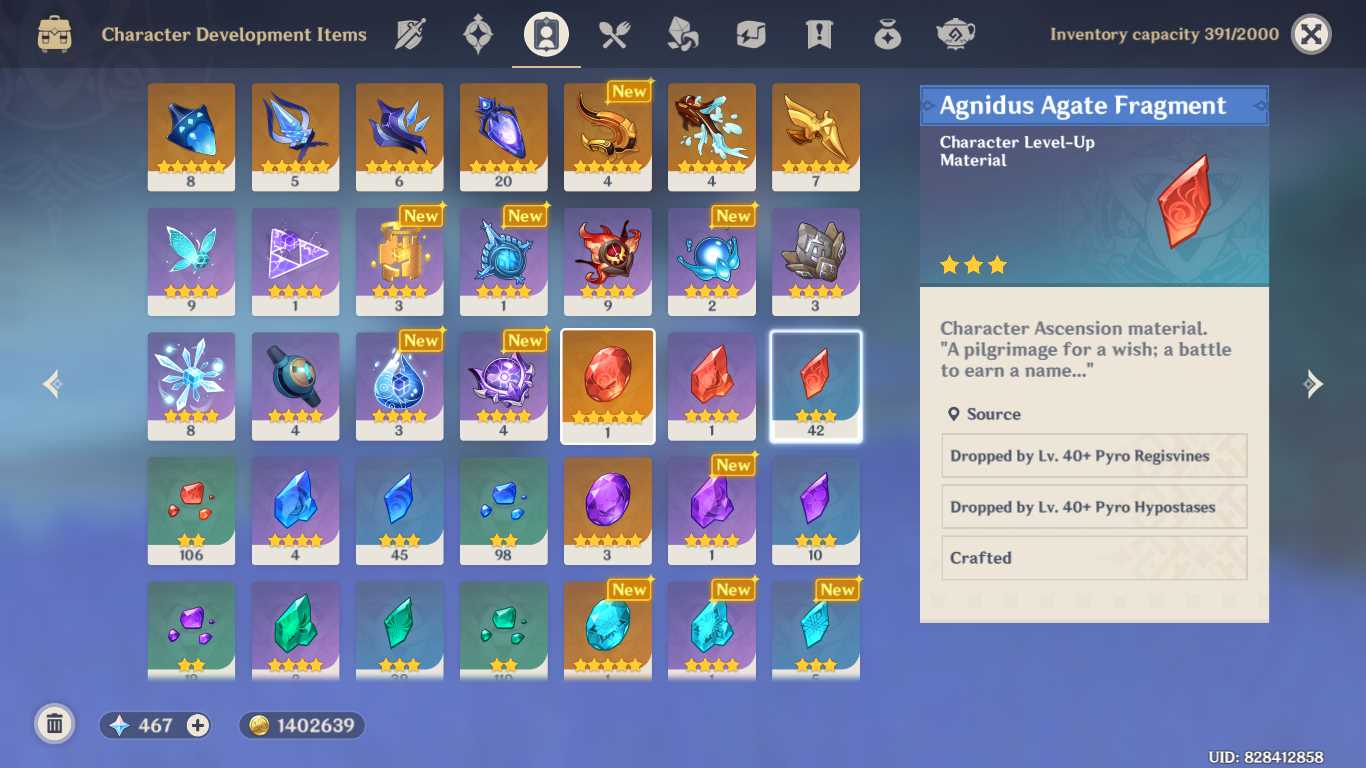 Character Development Items
Inventory capacity 391/2000
New
8
5
6
20
4
4
7
New
New
New
9
1
3
1
9
2
3
New
New
8
4
3
4
1
1
42
New
106
4
45
98
3
1
10
New
New
New
Agnidus Agate Fragment
Character Level-Up
Material
Character Ascension material.
"A pilgrimage for a wish; a battle
to earn a name..."
Source
Dropped by Lv. 40+ Pyro Regisvines
Dropped by Lv. 40+ Pyro Hypostases
Crafted
467
1402639
UID: 828412858